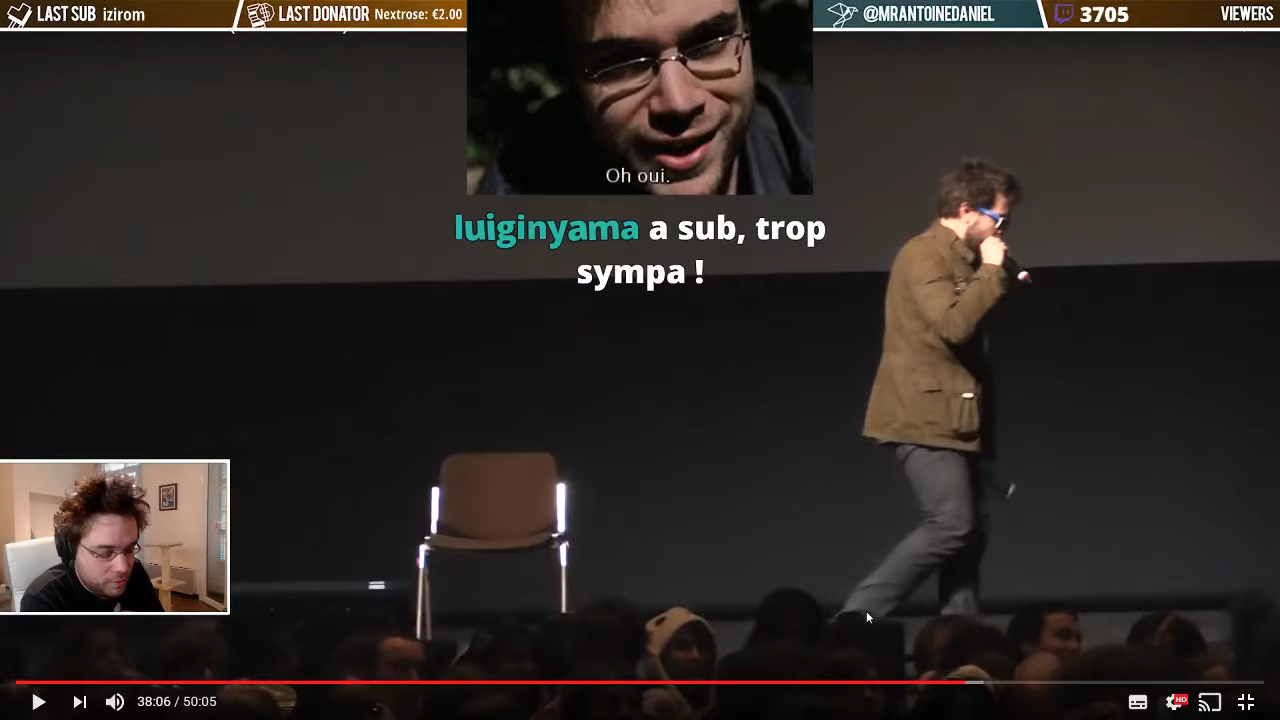 LAST SUB izirom
LAST DONATOR Nextrose: €2.00
@MRANTOINEDANIEL
3705 VIEWERS
Oh oui.
luiginyama a sub, trop
sympa !
38:06 / 50:05
HD